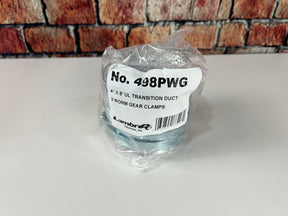 No. 498PWG
4" X 8' UL TRANSITION DUCT
2 WORM GEAR CLAMPS
Lambro